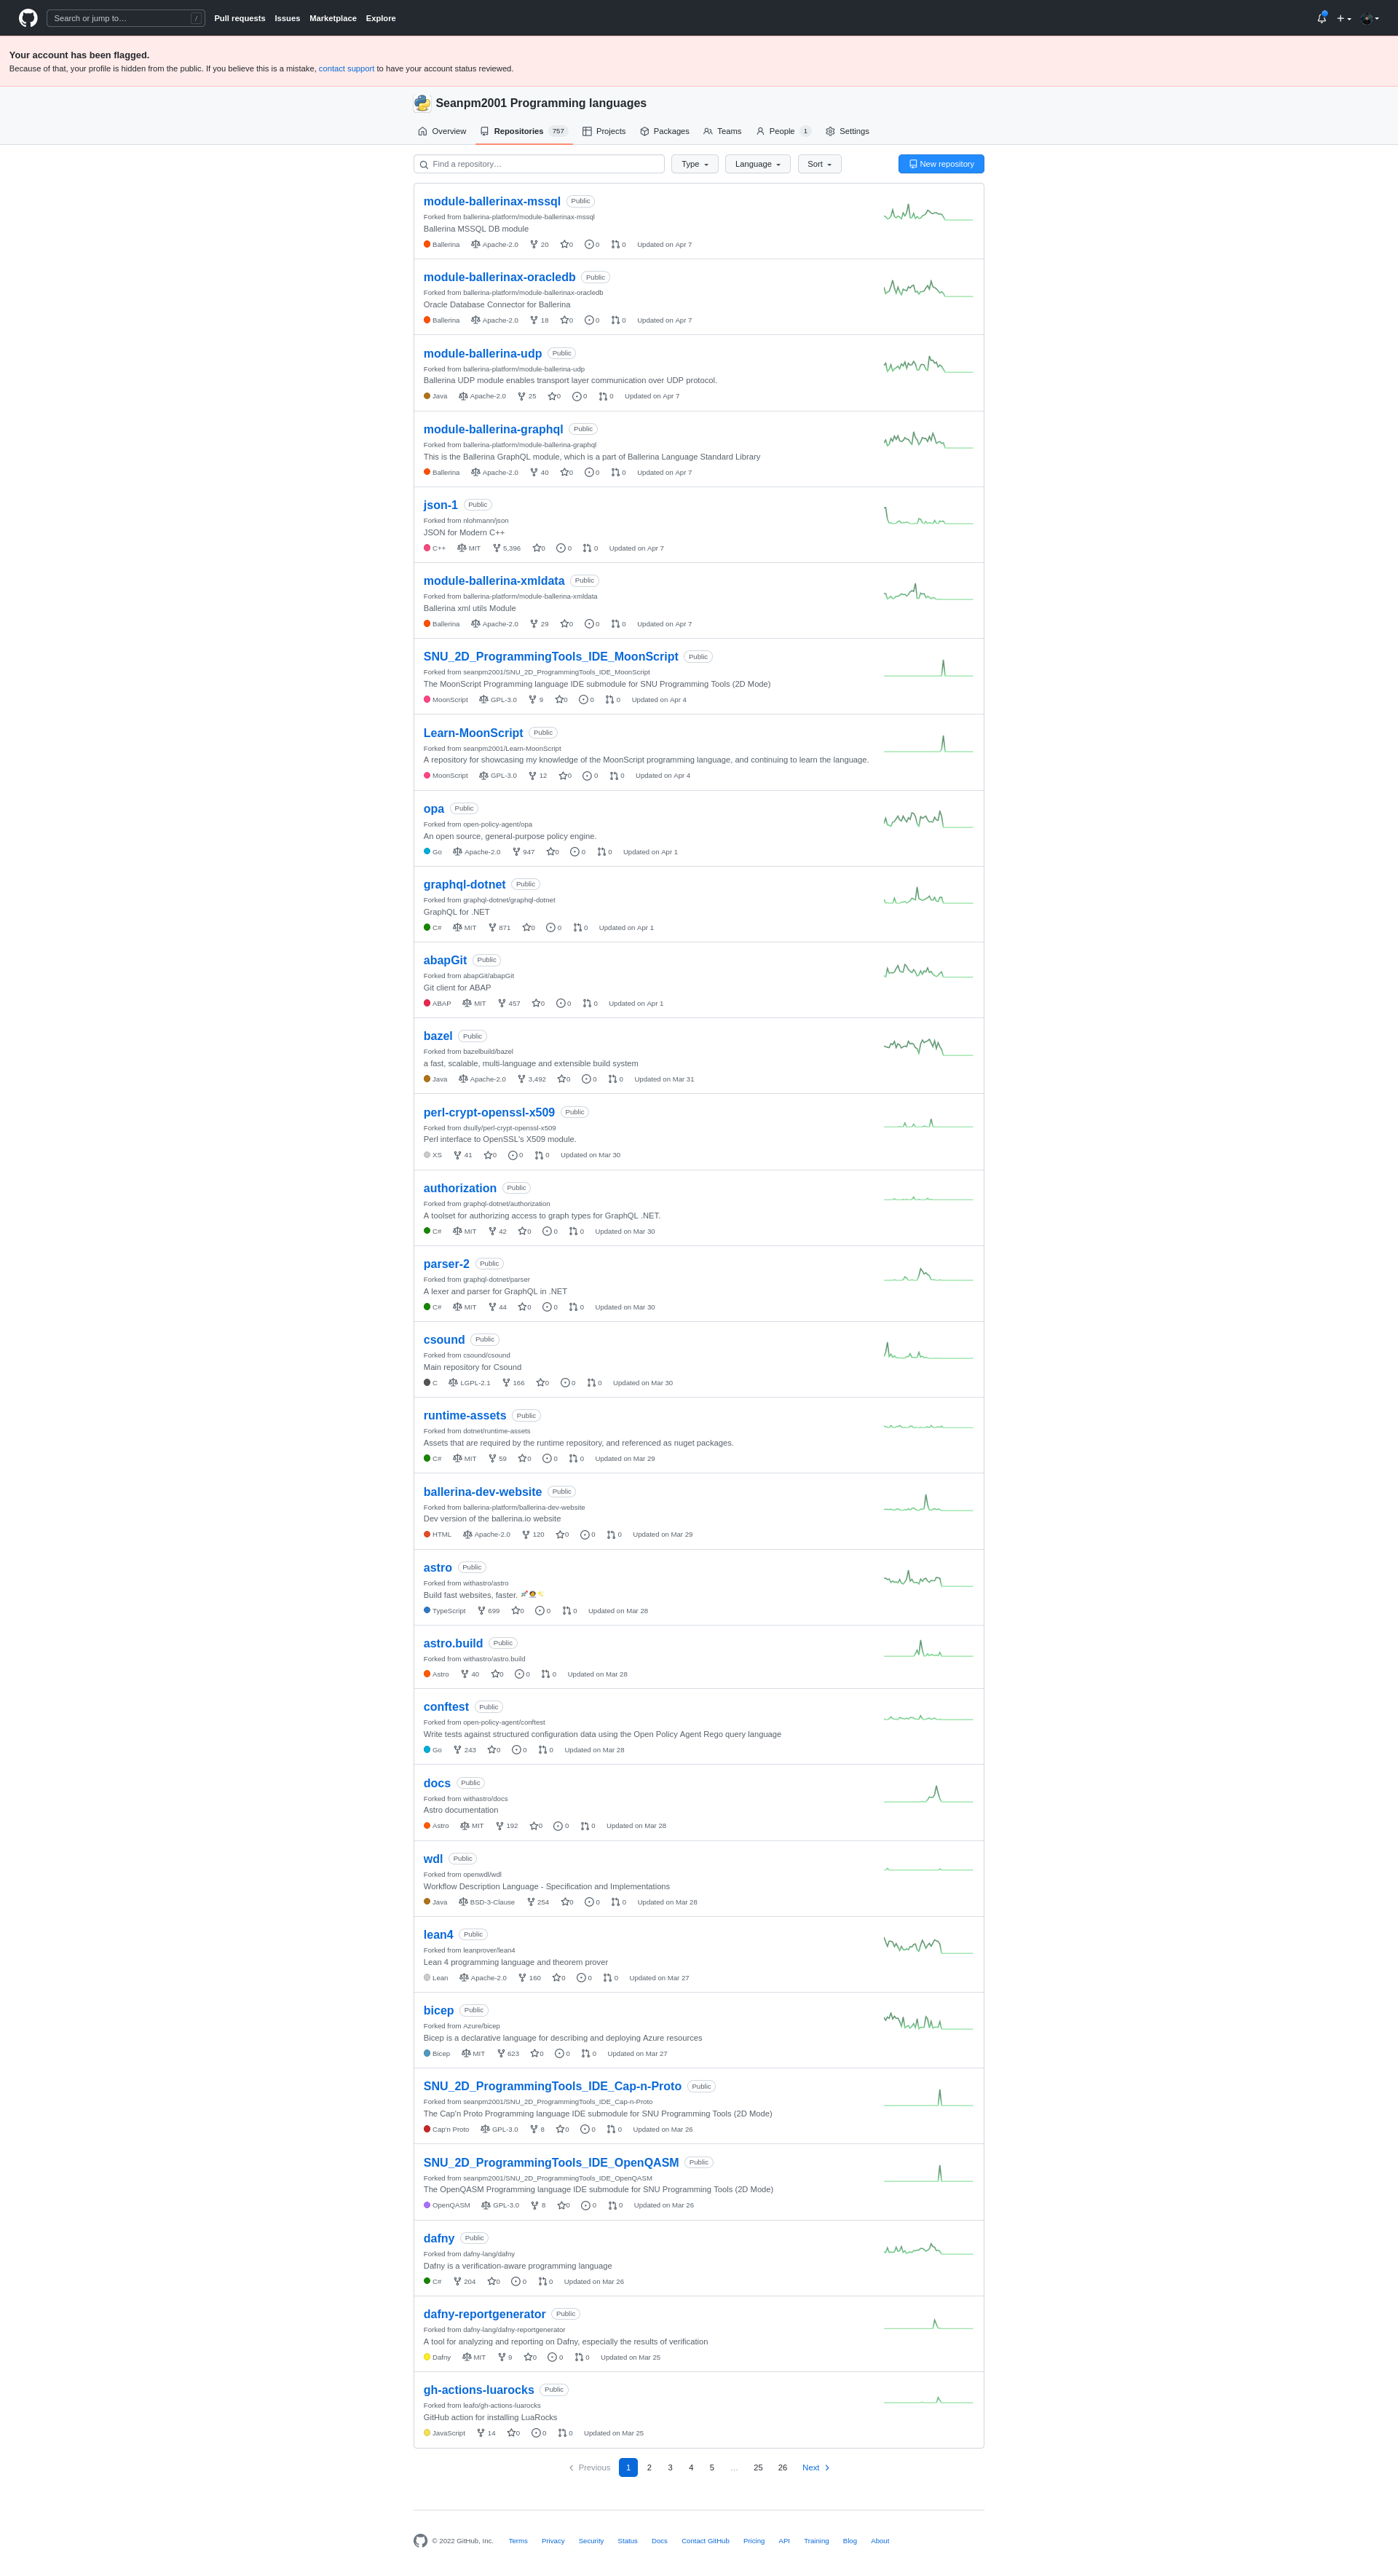 Search or jump to… /
Pull requests Issues Marketplace Explore
Your account has been flagged.
Because of that, your profile is hidden from the public. If you believe this is a mistake, contact support to have your account status reviewed.
Seanpm2001 Programming languages
Overview Repositories 757 Projects Packages Teams People 1 Settings
Find a repository… Type Language Sort New repository
module-ballerinax-mssql Public
Forked from ballerina-platform/module-ballerinax-mssql
Ballerina MSSQL DB module
Ballerina Apache-2.0 20 0 0 0 Updated on Apr 7
module-ballerinax-oracledb Public
Forked from ballerina-platform/module-ballerinax-oracledb
Oracle Database Connector for Ballerina
Ballerina Apache-2.0 18 0 0 0 Updated on Apr 7
module-ballerina-udp Public
Forked from ballerina-platform/module-ballerina-udp
Ballerina UDP module enables transport layer communication over UDP protocol.
Java Apache-2.0 25 0 0 0 Updated on Apr 7
module-ballerina-graphql Public
Forked from ballerina-platform/module-ballerina-graphql
This is the Ballerina GraphQL module, which is a part of Ballerina Language Standard Library
Ballerina Apache-2.0 40 0 0 0 Updated on Apr 7
json-1 Public
Forked from nlohmann/json
JSON for Modern C++
C++ MIT 5,396 0 0 0 Updated on Apr 7
module-ballerina-xmldata Public
Forked from ballerina-platform/module-ballerina-xmldata
Ballerina xml utils Module
Ballerina Apache-2.0 29 0 0 0 Updated on Apr 7
SNU_2D_ProgrammingTools_IDE_MoonScript Public
Forked from seanpm2001/SNU_2D_ProgrammingTools_IDE_MoonScript
The MoonScript Programming language IDE submodule for SNU Programming Tools (2D Mode)
MoonScript GPL-3.0 9 0 0 0 Updated on Apr 4
Learn-MoonScript Public
Forked from seanpm2001/Learn-MoonScript
A repository for showcasing my knowledge of the MoonScript programming language, and continuing to learn the language.
MoonScript GPL-3.0 12 0 0 0 Updated on Apr 4
opa Public
Forked from open-policy-agent/opa
An open source, general-purpose policy engine.
Go Apache-2.0 947 0 0 0 Updated on Apr 1
graphql-dotnet Public
Forked from graphql-dotnet/graphql-dotnet
GraphQL for .NET
C# MIT 871 0 0 0 Updated on Apr 1
abapGit Public
Forked from abapGit/abapGit
Git client for ABAP
ABAP MIT 457 0 0 0 Updated on Apr 1
bazel Public
Forked from bazelbuild/bazel
a fast, scalable, multi-language and extensible build system
Java Apache-2.0 3,492 0 0 0 Updated on Mar 31
perl-crypt-openssl-x509 Public
Forked from dsully/perl-crypt-openssl-x509
Perl interface to OpenSSL's X509 module.
XS 41 0 0 0 Updated on Mar 30
authorization Public
Forked from graphql-dotnet/authorization
A toolset for authorizing access to graph types for GraphQL .NET.
C# MIT 42 0 0 0 Updated on Mar 30
parser-2 Public
Forked from graphql-dotnet/parser
A lexer and parser for GraphQL in .NET
C# MIT 44 0 0 0 Updated on Mar 30
csound Public
Forked from csound/csound
Main repository for Csound
C LGPL-2.1 166 0 0 0 Updated on Mar 30
runtime-assets Public
Forked from dotnet/runtime-assets
Assets that are required by the runtime repository, and referenced as nuget packages.
C# MIT 59 0 0 0 Updated on Mar 29
ballerina-dev-website Public
Forked from ballerina-platform/ballerina-dev-website
Dev version of the ballerina.io website
HTML Apache-2.0 120 0 0 0 Updated on Mar 29
astro Public
Forked from withastro/astro
Build fast websites, faster. 🚀🧑‍🚀✨
TypeScript 699 0 0 0 Updated on Mar 28
astro.build Public
Forked from withastro/astro.build
Astro 40 0 0 0 Updated on Mar 28
conftest Public
Forked from open-policy-agent/conftest
Write tests against structured configuration data using the Open Policy Agent Rego query language
Go 243 0 0 0 Updated on Mar 28
docs Public
Forked from withastro/docs
Astro documentation
Astro MIT 192 0 0 0 Updated on Mar 28
wdl Public
Forked from openwdl/wdl
Workflow Description Language - Specification and Implementations
Java BSD-3-Clause 254 0 0 0 Updated on Mar 28
lean4 Public
Forked from leanprover/lean4
Lean 4 programming language and theorem prover
Lean Apache-2.0 160 0 0 0 Updated on Mar 27
bicep Public
Forked from Azure/bicep
Bicep is a declarative language for describing and deploying Azure resources
Bicep MIT 623 0 0 0 Updated on Mar 27
SNU_2D_ProgrammingTools_IDE_Cap-n-Proto Public
Forked from seanpm2001/SNU_2D_ProgrammingTools_IDE_Cap-n-Proto
The Cap'n Proto Programming language IDE submodule for SNU Programming Tools (2D Mode)
Cap'n Proto GPL-3.0 8 0 0 0 Updated on Mar 26
SNU_2D_ProgrammingTools_IDE_OpenQASM Public
Forked from seanpm2001/SNU_2D_ProgrammingTools_IDE_OpenQASM
The OpenQASM Programming language IDE submodule for SNU Programming Tools (2D Mode)
OpenQASM GPL-3.0 8 0 0 0 Updated on Mar 26
dafny Public
Forked from dafny-lang/dafny
Dafny is a verification-aware programming language
C# 204 0 0 0 Updated on Mar 26
dafny-reportgenerator Public
Forked from dafny-lang/dafny-reportgenerator
A tool for analyzing and reporting on Dafny, especially the results of verification
Dafny MIT 9 0 0 0 Updated on Mar 25
gh-actions-luarocks Public
Forked from leafo/gh-actions-luarocks
GitHub action for installing LuaRocks
JavaScript 14 0 0 0 Updated on Mar 25
Previous 1 2 3 4 5 … 25 26 Next
© 2022 GitHub, Inc. Terms Privacy Security Status Docs Contact GitHub Pricing API Training Blog About